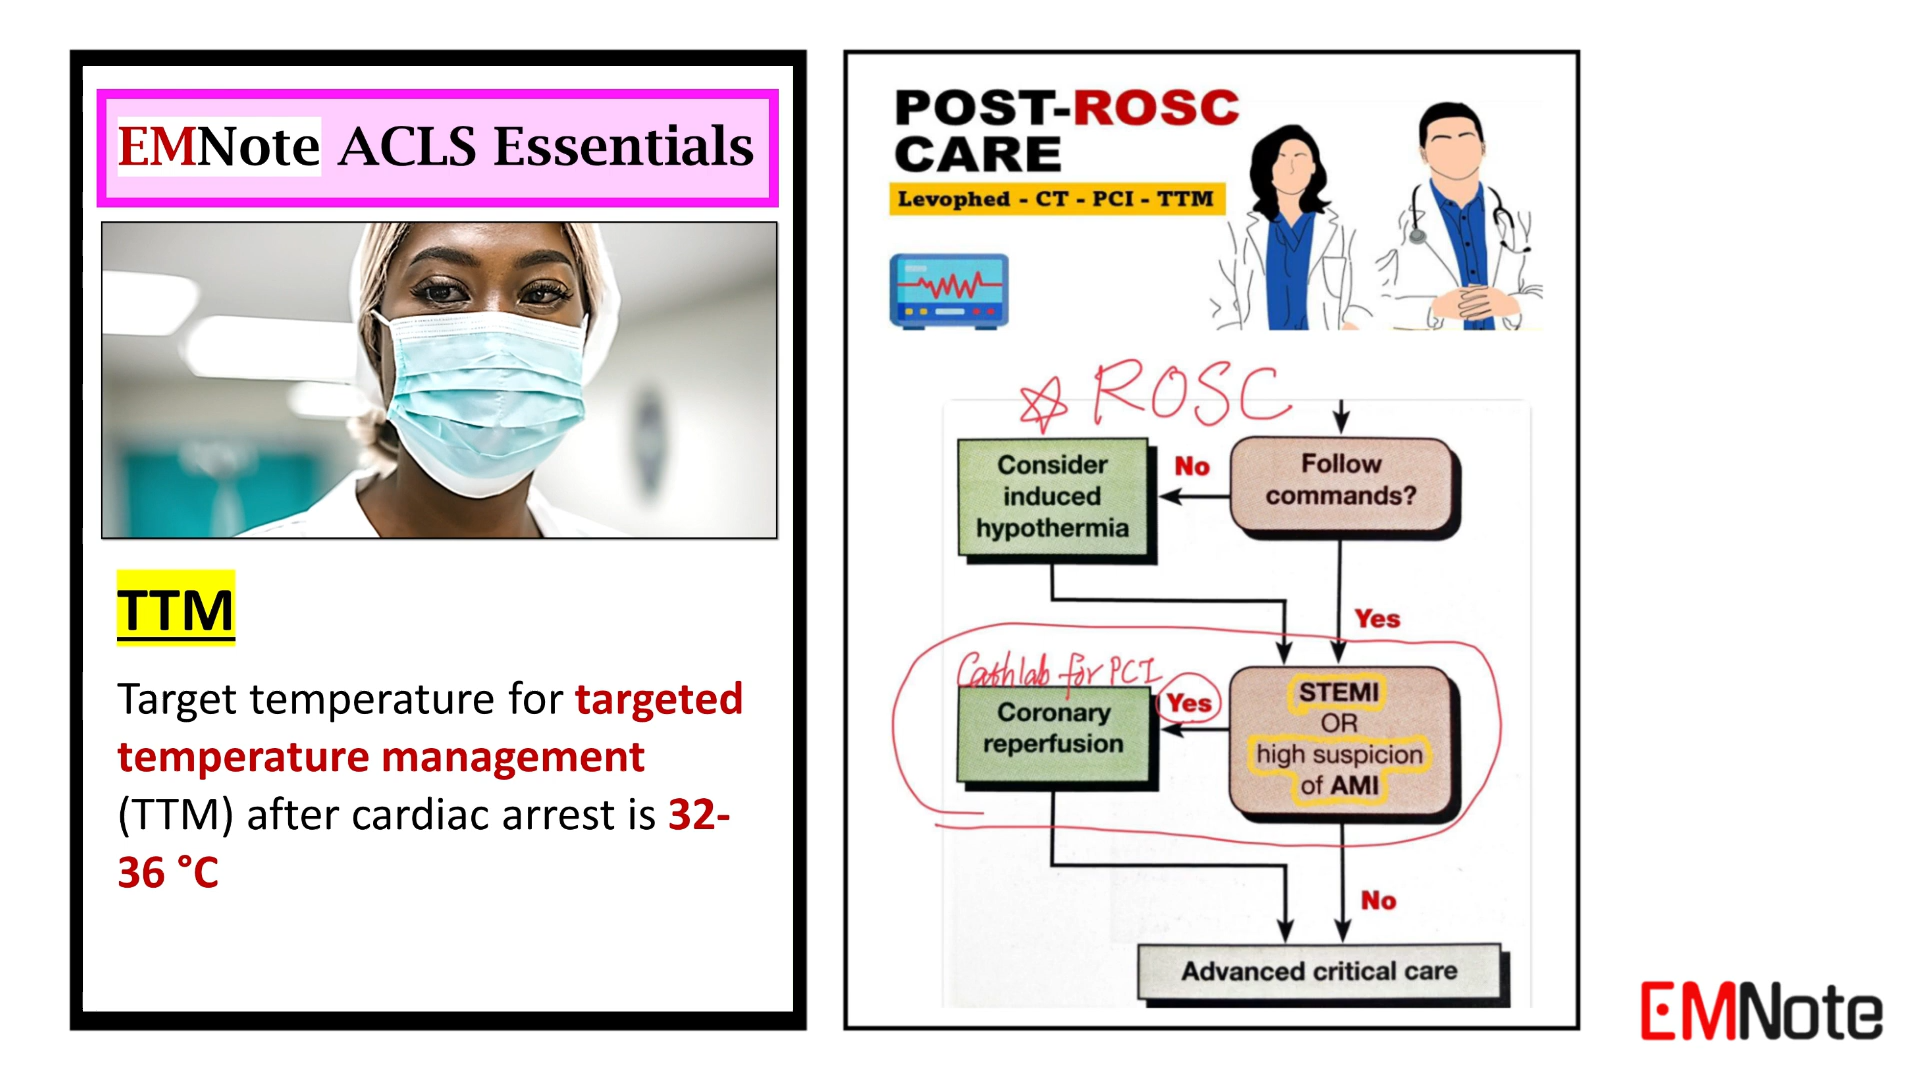 EMNote ACLS Essentials
TTM
Target temperature for targeted
temperature management
(TTM) after cardiac arrest is 32-
36 °C
POST-ROSC
CARE
Levophed - CT - PCI - TTM
☆ ROSC
Consider
induced
hypothermia
No
Follow
commands?
Yes
Cath lab for PCI
Coronary
reperfusion
Yes
STEMI
OR
high suspicion
of AMI
No
Advanced critical care
EMNote